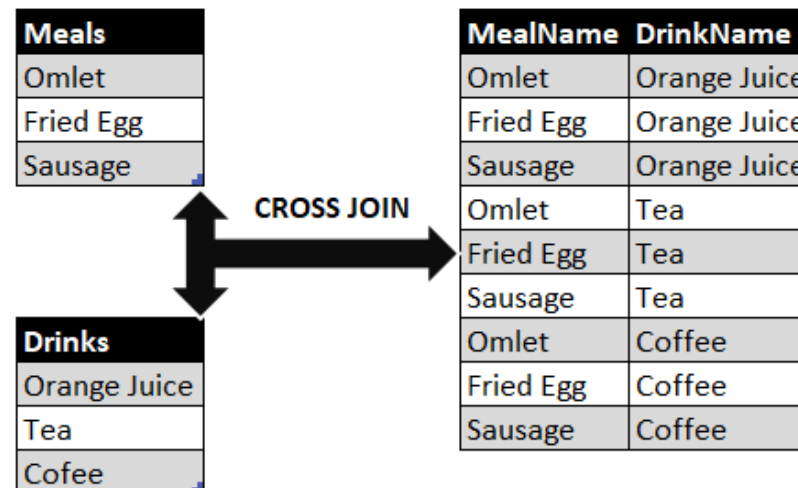 Meals
Omlet
Fried Egg
Sausage
CROSS JOIN
Drinks
Orange Juice
Tea
Cofee
MealName DrinkName
Omlet Orange Juice
Fried Egg Orange Juice
Sausage Orange Juice
Omlet Tea
Fried Egg Tea
Sausage Tea
Omlet Coffee
Fried Egg Coffee
Sausage Coffee